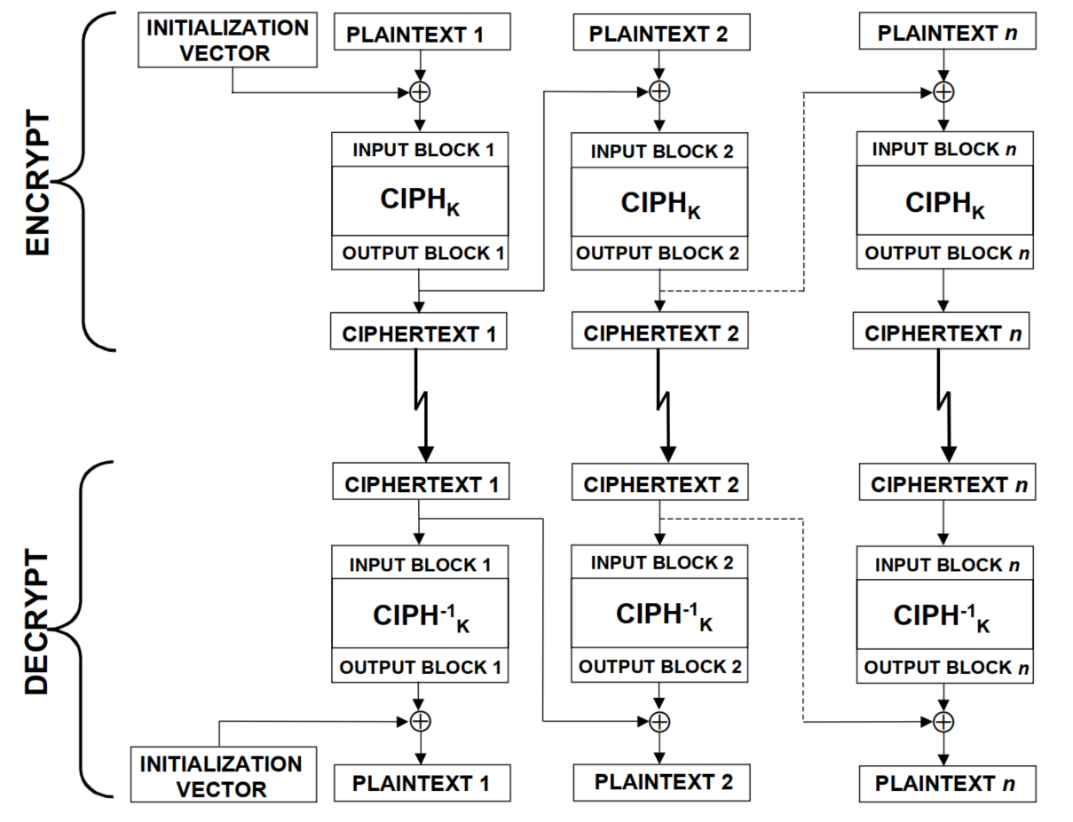 ENCRYPT
INITIALIZATION
VECTOR
PLAINTEXT 1
PLAINTEXT 2
PLAINTEXT n
INPUT BLOCK 1
INPUT BLOCK 2
INPUT BLOCK n
CIPHK
CIPHK
CIPHK
OUTPUT BLOCK 1
OUTPUT BLOCK 2
OUTPUT BLOCK n
CIPHERTEXT 1
CIPHERTEXT 2
CIPHERTEXT n
DECRYPT
CIPHERTEXT 1
CIPHERTEXT 2
CIPHERTEXT n
INPUT BLOCK 1
INPUT BLOCK 2
INPUT BLOCK n
CIPH-1K
CIPH-1K
CIPH-1K
OUTPUT BLOCK 1
OUTPUT BLOCK 2
OUTPUT BLOCK n
INITIALIZATION
VECTOR
PLAINTEXT 1
PLAINTEXT 2
PLAINTEXT n